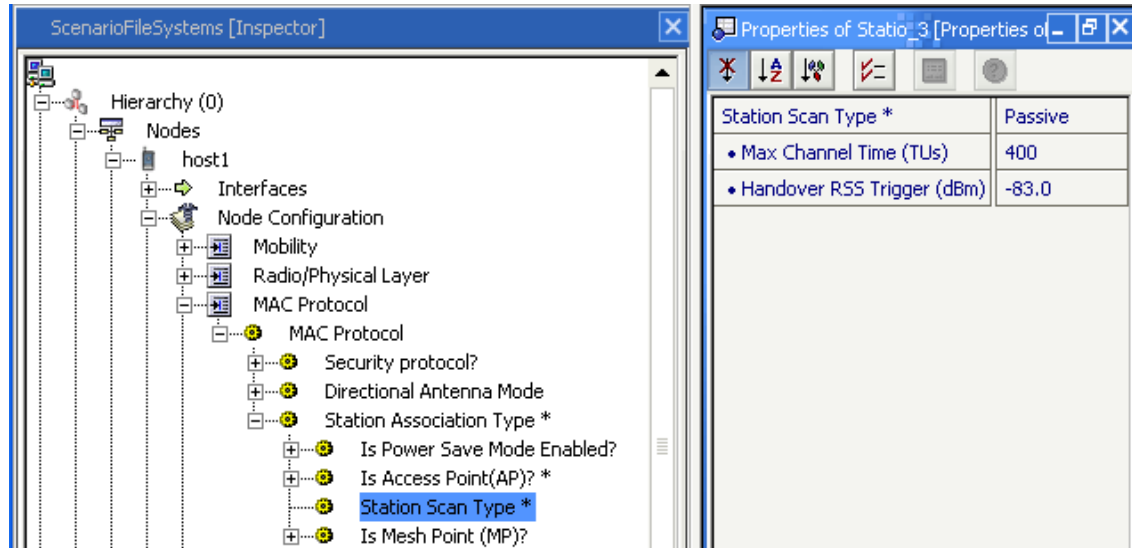 ScenarioFileSystems [Inspector]
Hierarchy (0)
Nodes
host1
Interfaces
Node Configuration
Mobility
Radio/Physical Layer
MAC Protocol
MAC Protocol
Security protocol?
Directional Antenna Mode
Station Association Type *
Is Power Save Mode Enabled?
Is Access Point(AP)? *
Station Scan Type *
Is Mesh Point (MP)?
Properties of Statio_3 [Properties of
Station Scan Type * Passive
• Max Channel Time (TUs) 400
• Handover RSS Trigger (dBm) -83.0